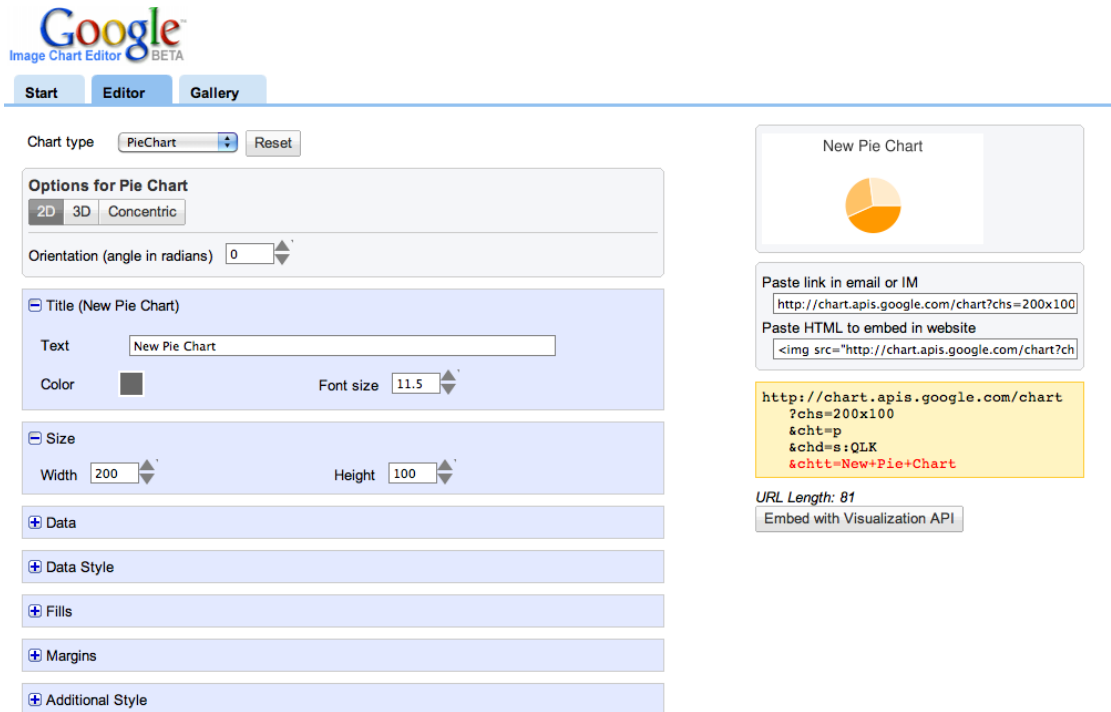 Google™
Image Chart Editor BETA
Start Editor Gallery
Chart type PieChart Reset
Options for Pie Chart
2D 3D Concentric
Orientation (angle in radians) 0
Title (New Pie Chart)
Text New Pie Chart
Color Font size 11.5
Size
Width 200 Height 100
Data
Data Style
Fills
Margins
Additional Style
New Pie Chart
Paste link in email or IM
http://chart.apis.google.com/chart?chs=200x100
Paste HTML to embed in website
<img src="http://chart.apis.google.com/chart?ch
http://chart.apis.google.com/chart
?chs=200x100
&cht=p
&chd=s:QLK
&chtt=New+Pie+Chart
URL Length: 81
Embed with Visualization API